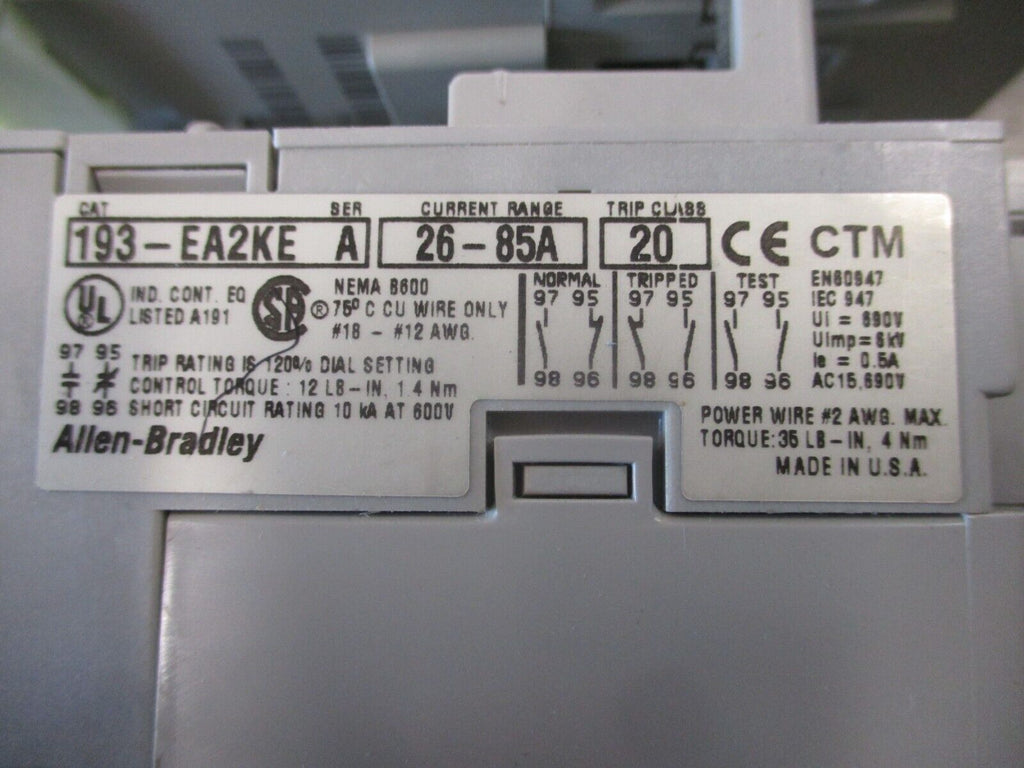 CAT SER CURRENT RANGE TRIP CLASS
193-EA2KE A 26-85A 20 CE CTM
UL IND. CONT. EQ
LISTED A191
SA ® NEMA B600
75° C CU WIRE ONLY
#18 - #12 AWG.
97 95
98 96
TRIP RATING IS 120% DIAL SETTING
CONTROL TORQUE: 12 LB-IN, 1.4 Nm
SHORT CIRCUIT RATING 10 kA AT 600V
Allen-Bradley
NORMAL TRIPPED TEST
97 95 97 95 97 95
98 96 98 96 98 96
EN60947
IEC 947
Ui = 690V
Uimp=6kV
Ie = 0.5A
AC15,690V
POWER WIRE #2 AWG. MAX.
TORQUE:35 LB-IN, 4 Nm
MADE IN U.S.A.